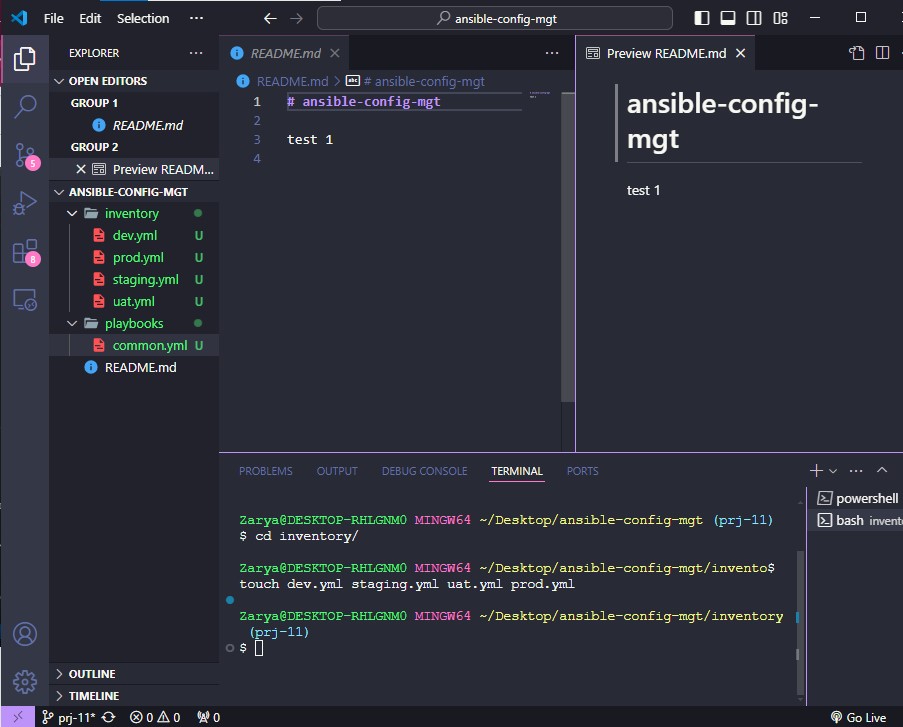 File Edit Selection ··· ansible-config-mgt
EXPLORER ···
OPEN EDITORS
GROUP 1
README.md
GROUP 2
Preview READM...
ANSIBLE-CONFIG-MGT
inventory
dev.yml U
prod.yml U
staging.yml U
uat.yml U
playbooks
common.yml U
README.md
OUTLINE
TIMELINE
5
8
README.md ···
README.md > abc # ansible-config-mgt
1 # ansible-config-mgt
2
3 test 1
4
Preview README.md
ansible-config-
mgt
test 1
PROBLEMS OUTPUT DEBUG CONSOLE TERMINAL PORTS ···
Zarya@DESKTOP-RHLGNM0 MINGW64 ~/Desktop/ansible-config-mgt (prj-11)
$ cd inventory/
Zarya@DESKTOP-RHLGNM0 MINGW64 ~/Desktop/ansible-config-mgt/invento$
touch dev.yml staging.yml uat.yml prod.yml
Zarya@DESKTOP-RHLGNM0 MINGW64 ~/Desktop/ansible-config-mgt/inventory
(prj-11)
$
powershell
bash invento
prj-11* 0 0 0 Go Live